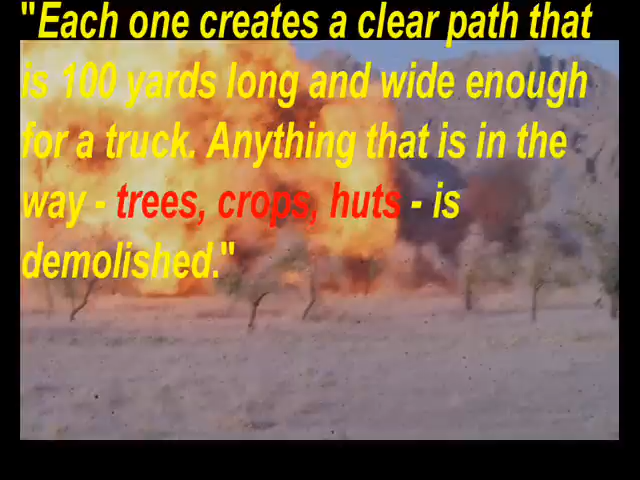 "Each one creates a clear path that
is 100 yards long and wide enough
for a truck. Anything that is in the
way - trees, crops, huts - is
demolished."